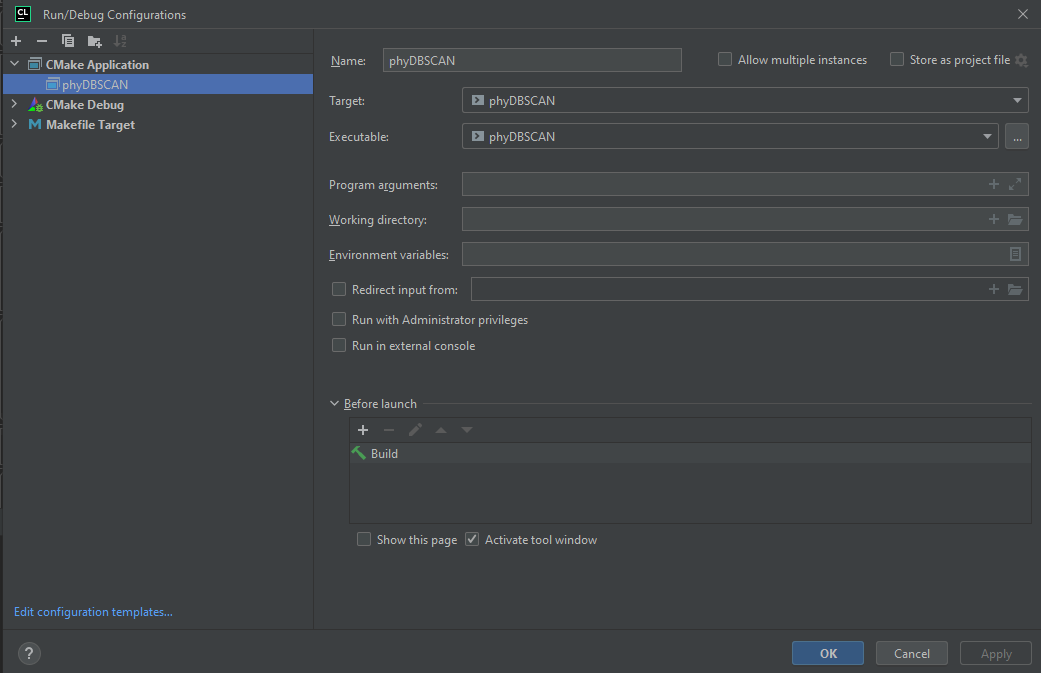 CL Run/Debug Configurations
CMake Application
phyDBSCAN
CMake Debug
Makefile Target
Edit configuration templates...
Name: phyDBSCAN Allow multiple instances Store as project file
Target: phyDBSCAN
Executable: phyDBSCAN ...
Program arguments:
Working directory:
Environment variables:
Redirect input from:
Run with Administrator privileges
Run in external console
Before launch
Build
Show this page Activate tool window
? OK Cancel Apply